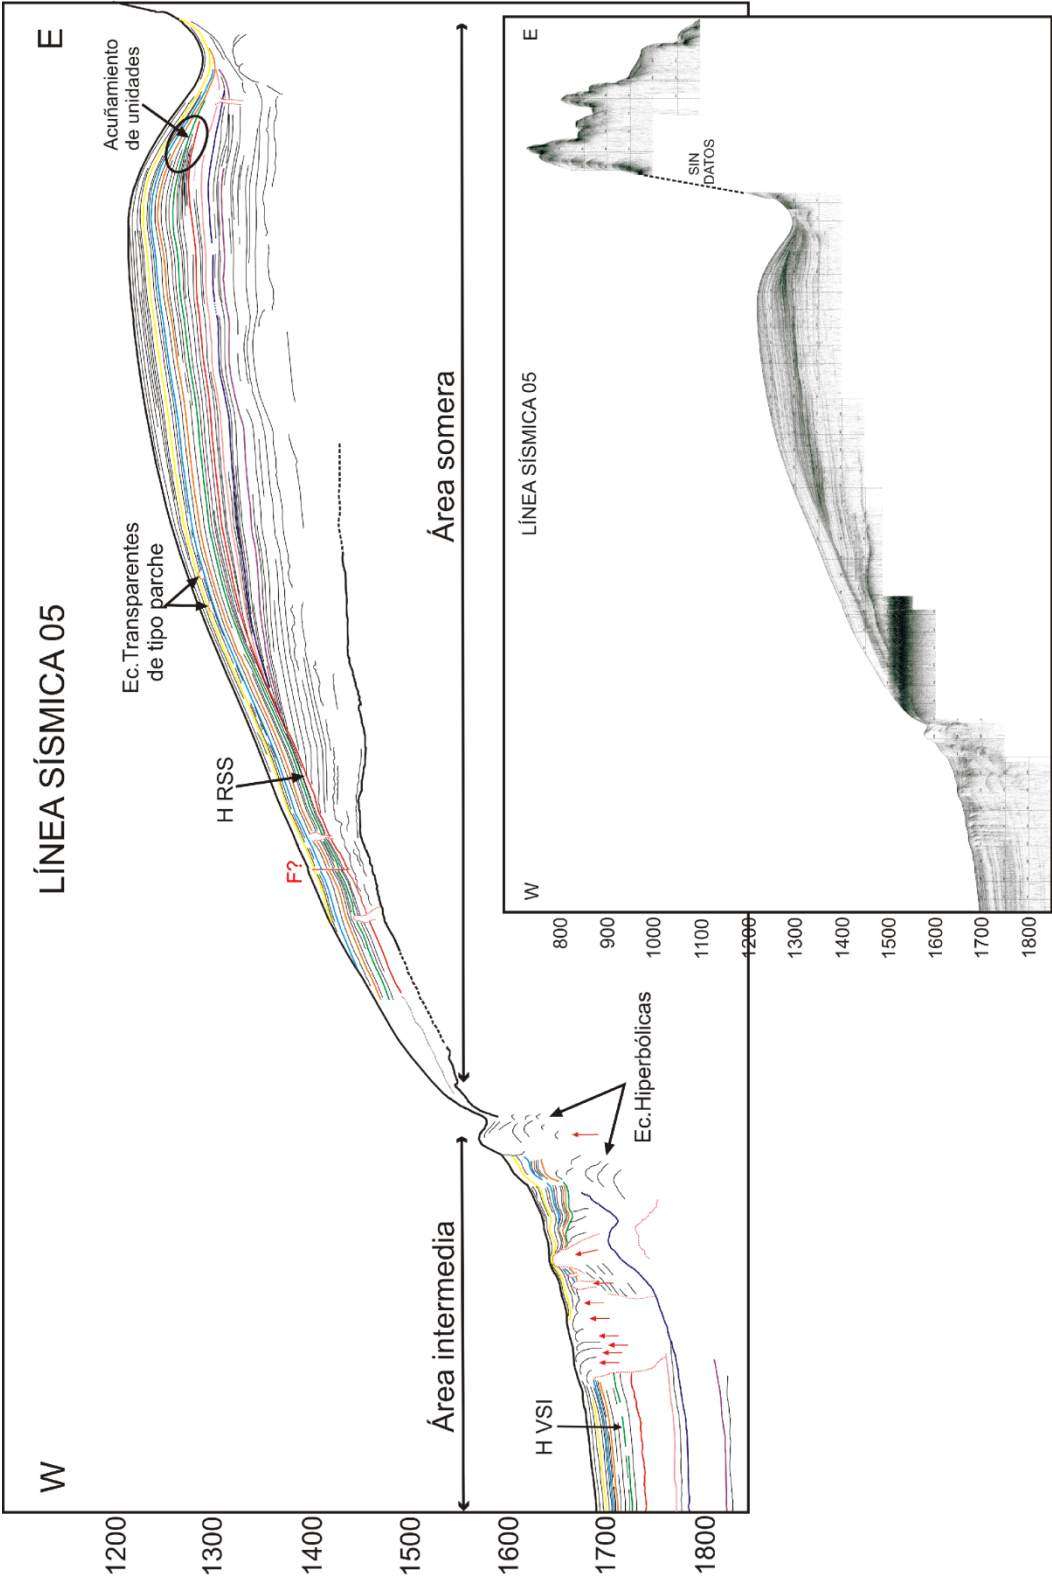 LÍNEA SÍSMICA 05
W
E
Acuñamiento
de unidades
Ec.Transparentes
de tipo parche
H RSS
F?
Área somera
Área intermedia
Ec.Hiperbólicas
H VSI
1200
1300
1400
1500
1600
1700
1800
LÍNEA SÍSMICA 05
W
E
SIN
DATOS
800
900
1000
1100
1200
1300
1400
1500
1600
1700
1800